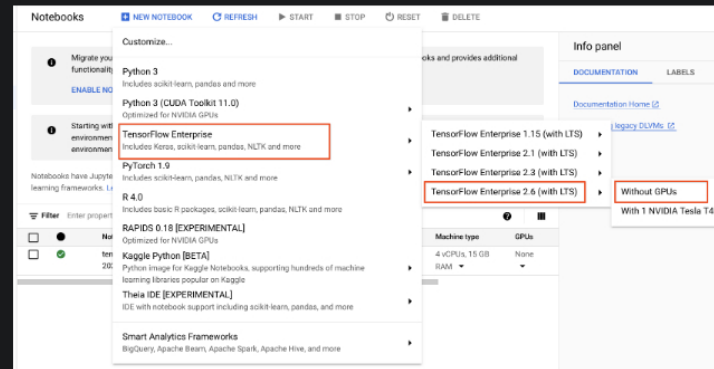 Notebooks
NEW NOTEBOOK
REFRESH
START
STOP
RESET
DELETE
Customize...
Python 3
Includes scikit-learn, pandas and more
Python 3 (CUDA Toolkit 11.0)
Optimized for NVIDIA GPUs
TensorFlow Enterprise
Includes Keras, scikit-learn, pandas, NLTK and more
PyTorch 1.9
Includes scikit-learn, pandas, NLTK and more
R 4.0
Includes basic R packages, scikit-learn, pandas, NLTK and more
RAPIDS 0.18 [EXPERIMENTAL]
Optimized for NVIDIA GPUs
Kaggle Python [BETA]
Python image for Kaggle Notebooks, supporting hundreds of machine
learning libraries popular on Kaggle
Theia IDE [EXPERIMENTAL]
IDE with notebook support including scikit-learn, pandas, and more
Smart Analytics Frameworks
BigQuery, Apache Beam, Apache Spark, Apache Hive, and more
TensorFlow Enterprise 1.15 (with LTS)
TensorFlow Enterprise 2.1 (with LTS)
TensorFlow Enterprise 2.3 (with LTS)
TensorFlow Enterprise 2.6 (with LTS)
Without GPUs
With 1 NVIDIA Tesla T4
Migrate you
functionalit
ENABLE NO
oks and provides additional
Starting wit
environmen
environmen
Notebooks have Jupyte
learning frameworks.
Filter
Enter propert
Machine type
GPUs
4 vCPUs, 15 GB
RAM
None
Info panel
DOCUMENTATION
LABELS
Documentation Home
legacy DLVMs